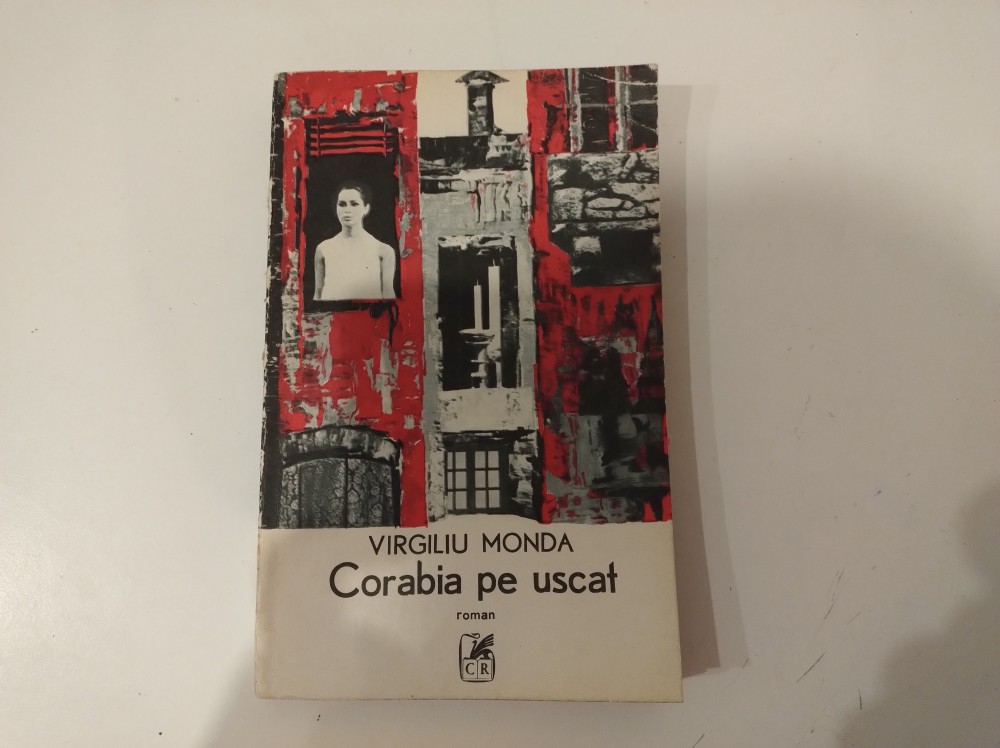 VIRGILIU MONDA
Corabia pe uscat
roman
CR